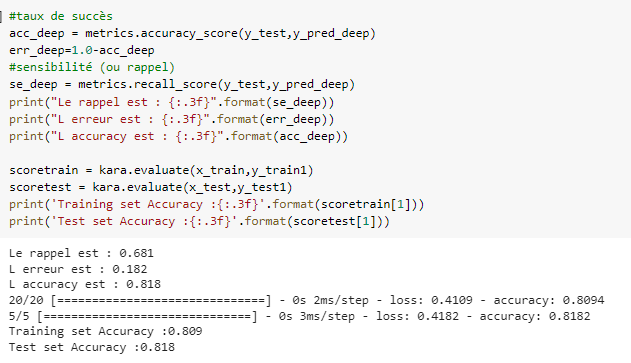 #taux de succès
acc_deep = metrics.accuracy_score(y_test,y_pred_deep)
err_deep=1.0-acc_deep
#sensibilité (ou rappel)
se_deep = metrics.recall_score(y_test,y_pred_deep)
print("Le rappel est : {:.3f}".format(se_deep))
print("L erreur est : {:.3f}".format(err_deep))
print("L accuracy est : {:.3f}".format(acc_deep))

scoretrain = kara.evaluate(x_train,y_train1)
scoretest = kara.evaluate(x_test,y_test1)
print('Training set Accuracy :{:.3f}'.format(scoretrain[1]))
print('Test set Accuracy :{:.3f}'.format(scoretest[1]))

Le rappel est : 0.681
L erreur est : 0.182
L accuracy est : 0.818
20/20 [==============================] - 0s 2ms/step - loss: 0.4109 - accuracy: 0.8094
5/5 [==============================] - 0s 3ms/step - loss: 0.4182 - accuracy: 0.8182
Training set Accuracy :0.809
Test set Accuracy :0.818